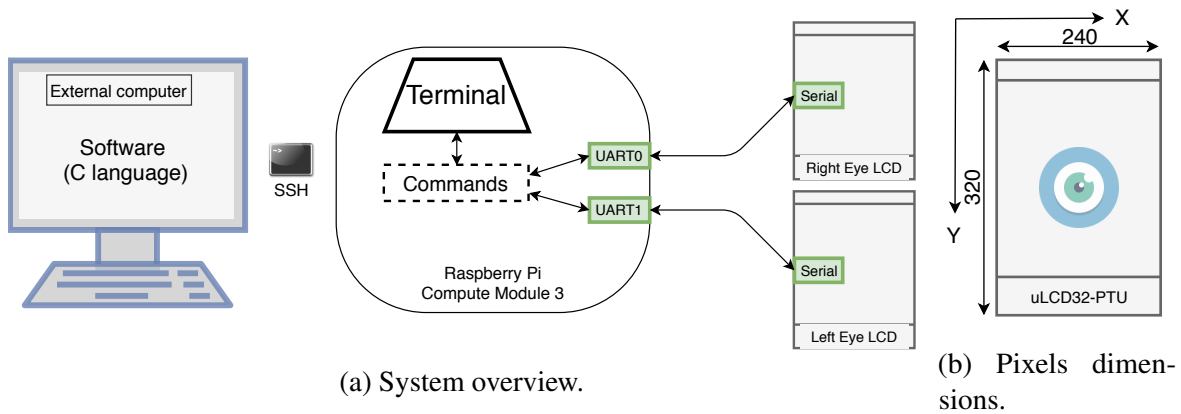 External computer
Software
(C language)
>_
SSH
Terminal
Commands
UART0
UART1
Raspberry Pi
Compute Module 3
Serial
Right Eye LCD
Serial
Left Eye LCD
(a) System overview.
X
240
320
Y
uLCD32-PTU
(b) Pixels dimen-
sions.